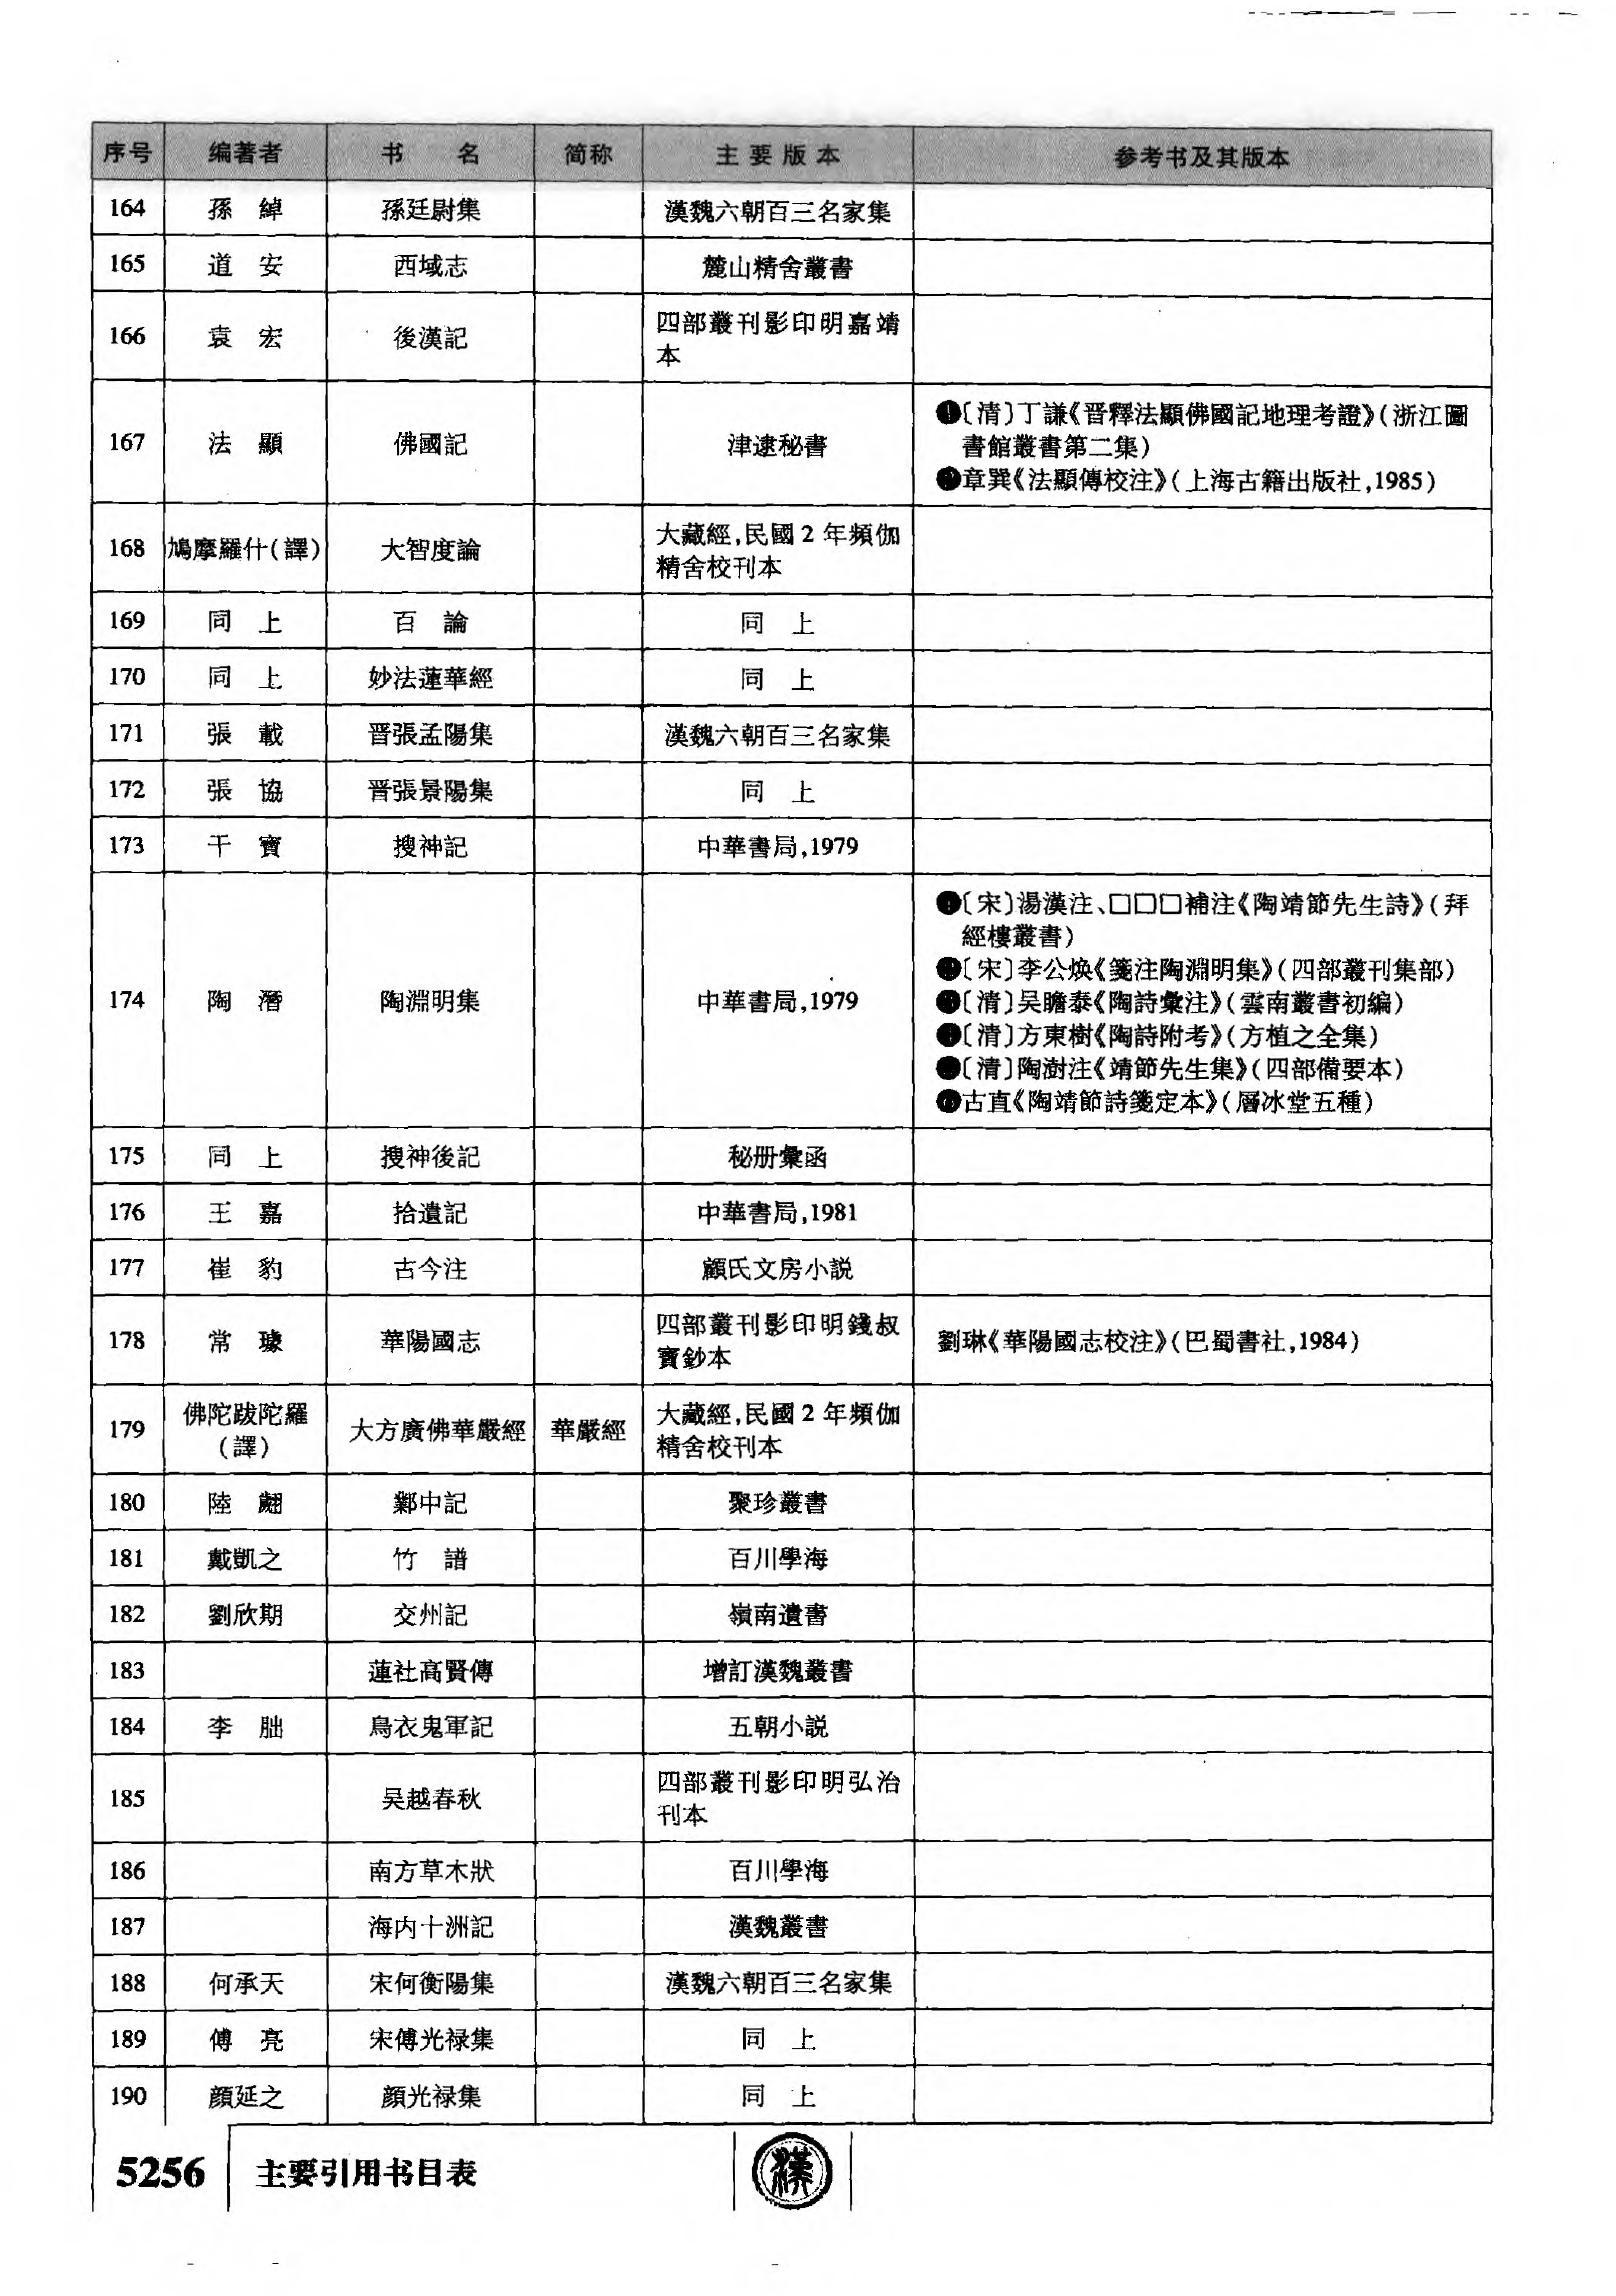 序号 编著者 书 名 简称 主要版本 参考书及其版本
164 孫 綽 孫廷尉集 漢魏六朝百三名家集
165 道 安 西域志 麓山精舍叢書
166 袁 宏 後漢記 四部叢刊影印明嘉靖
本
167 法 顯 佛國記 津逮秘書
❶〔清〕丁謙《晋釋法顯佛國記地理考證》(浙江圖
書館叢書第二集)
❷章巽《法顯傳校注》(上海古籍出版社,1985)
168 鳩摩羅什(譯) 大智度論 大藏經,民國2年頻伽
精舍校刊本
169 同 上 百 論 同 上
170 同 上 妙法蓮華經 同 上
171 張 載 晋張孟陽集 漢魏六朝百三名家集
172 張 協 晋張景陽集 同 上
173 干 寶 搜神記 中華書局,1979
174 陶 潛 陶淵明集 中華書局,1979
❶〔宋〕湯漢注、□□□補注《陶靖節先生詩》(拜
經樓叢書)
❷〔宋〕李公焕《箋注陶淵明集》(四部叢刊集部)
❸〔清〕吴瞻泰《陶詩彙注》(雲南叢書初編)
❹〔清〕方東樹《陶詩附考》(方植之全集)
❺〔清〕陶澍注《靖節先生集》(四部備要本)
❻古直《陶靖節詩箋定本》(層冰堂五種)
175 同 上 搜神後記 秘册彙函
176 王 嘉 拾遺記 中華書局,1981
177 崔 豹 古今注 顧氏文房小説
178 常 璩 華陽國志 四部叢刊影印明錢叔
寶鈔本
劉琳《華陽國志校注》(巴蜀書社,1984)
179 佛陀跋陀羅
(譯)
大方廣佛華嚴經 華嚴經 大藏經,民國2年頻伽
精舍校刊本
180 陸 翽 鄴中記 聚珍叢書
181 戴凱之 竹 譜 百川學海
182 劉欣期 交州記 嶺南遺書
183 蓮社高賢傳 增訂漢魏叢書
184 李 朏 烏衣鬼軍記 五朝小説
185 吴越春秋 四部叢刊影印明弘治
刊本
186 南方草木狀 百川學海
187 海内十洲記 漢魏叢書
188 何承天 宋何衡陽集 漢魏六朝百三名家集
189 傅 亮 宋傅光禄集 同 上
190 顔延之 顔光禄集 同 上
5256 主要引用书目表 漢